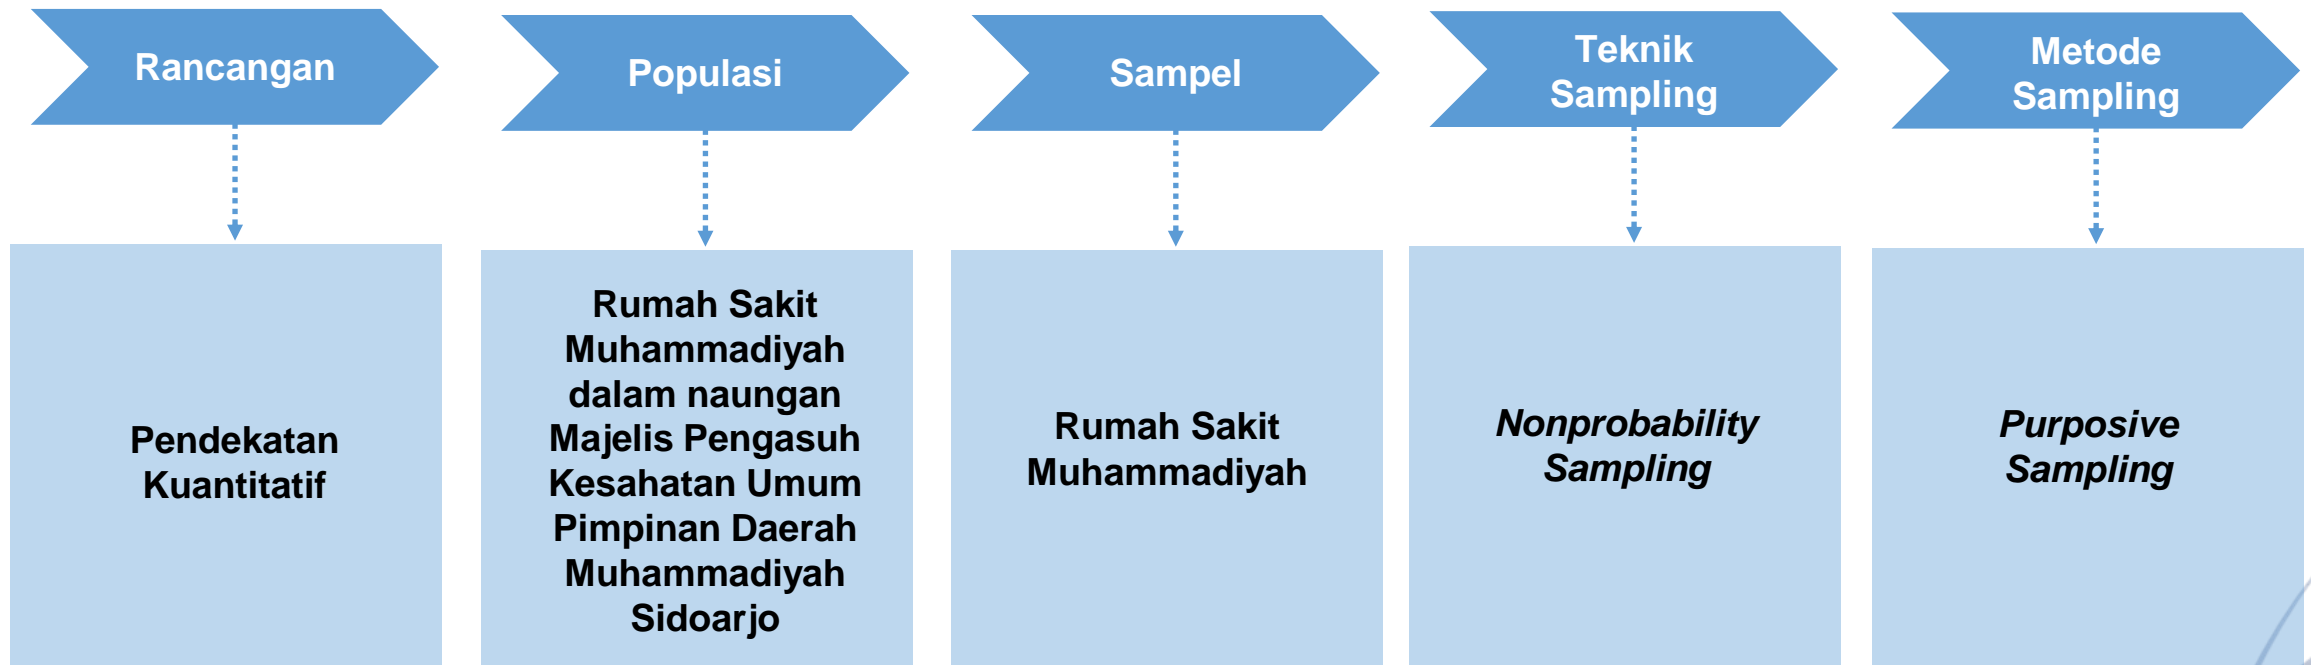 Rancangan
Pendekatan
Kuantitatif
Populasi
Rumah Sakit
Muhammadiyah
dalam naungan
Majelis Pengasuh
Kesahatan Umum
Pimpinan Daerah
Muhammadiyah
Sidoarjo
Sampel
Rumah Sakit
Muhammadiyah
Teknik
Sampling
Nonprobability
Sampling
Metode
Sampling
Purposive
Sampling